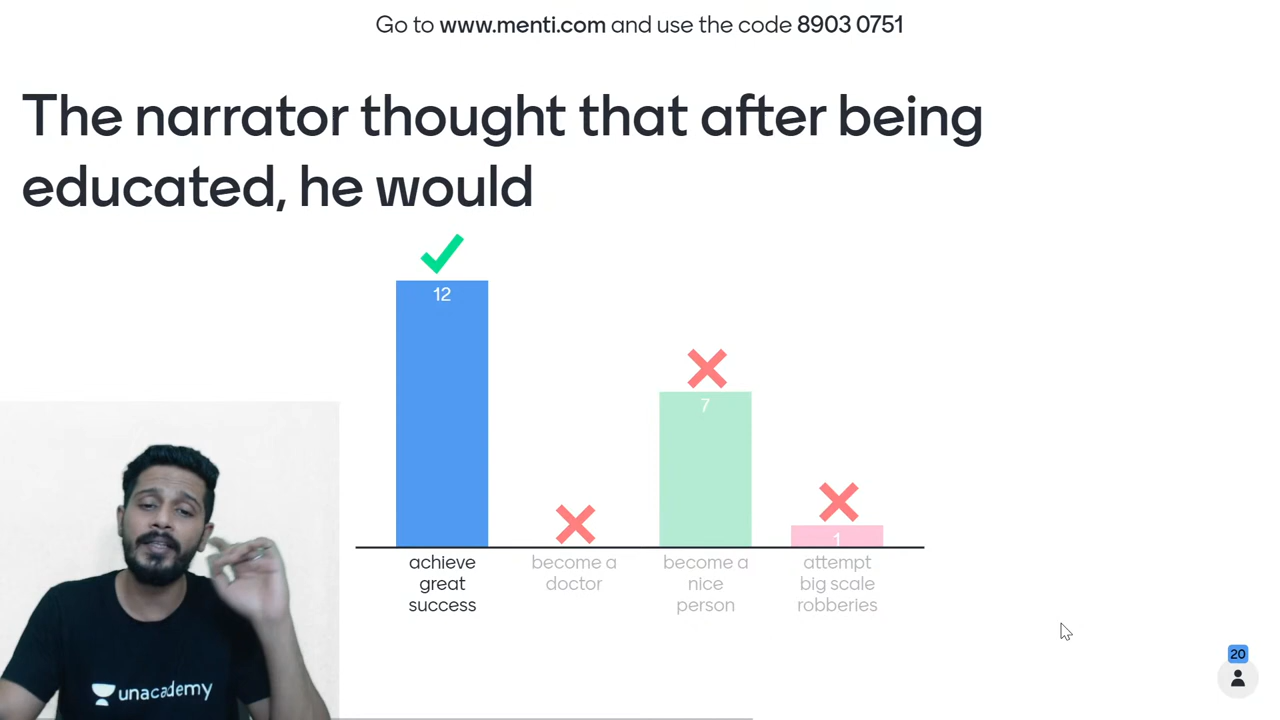 Go to www.menti.com and use the code 8903 0751
The narrator thought that after being
educated, he would
12
7
1
achieve
great
success
become a
doctor
become a
nice
person
attempt
big scale
robberies
unacademy
20